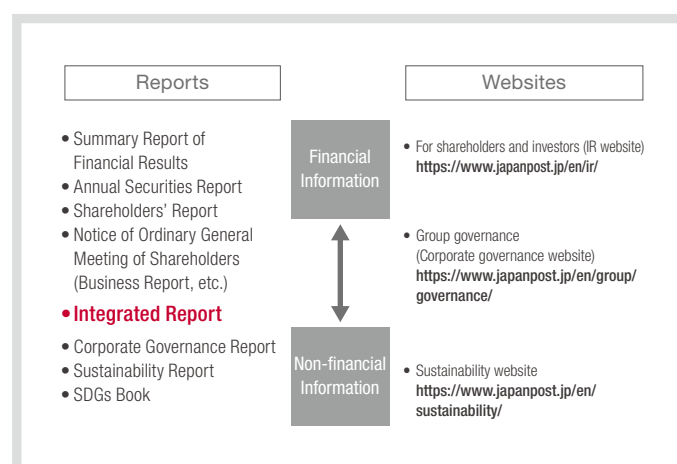 Reports
• Summary Report of
Financial Results
• Annual Securities Report
• Shareholders’ Report
• Notice of Ordinary General
Meeting of Shareholders
(Business Report, etc.)
• Integrated Report
• Corporate Governance Report
• Sustainability Report
• SDGs Book
Financial
Information
Non-financial
Information
Websites
• For shareholders and investors (IR website)
https://www.japanpost.jp/en/ir/
• Group governance
(Corporate governance website)
https://www.japanpost.jp/en/group/
governance/
• Sustainability website
https://www.japanpost.jp/en/
sustainability/